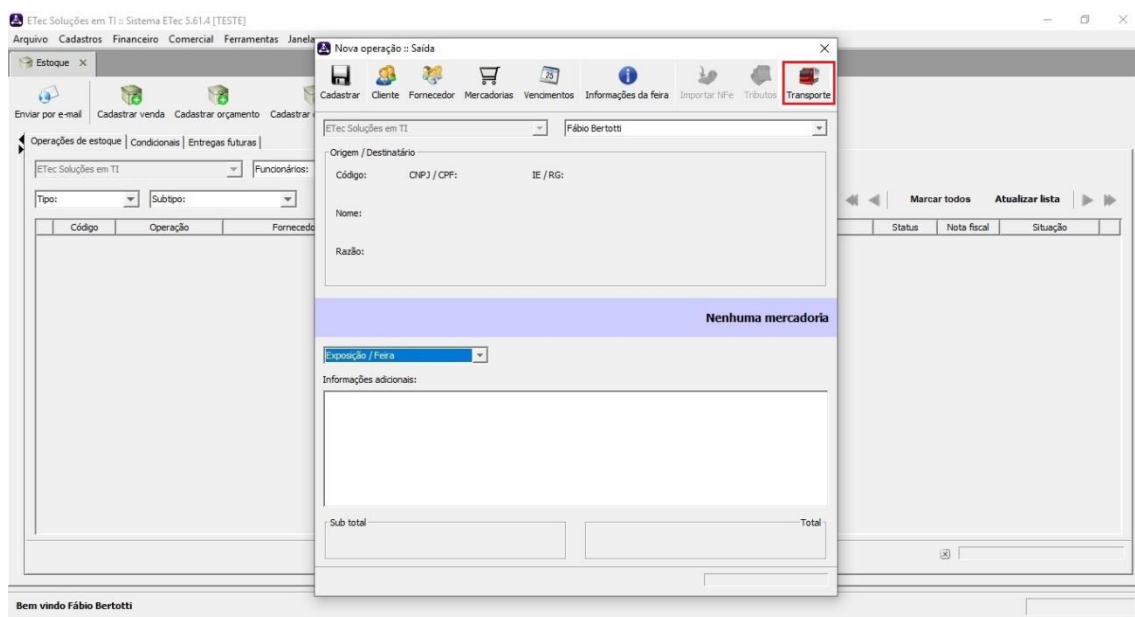 ETec Soluções em TI :: Sistema ETec 5.61.4 [TESTE]
Arquivo Cadastros Financeiro Comercial Ferramentas Janela
Estoque
Enviar por e-mail Cadastrar venda Cadastrar orçamento Cadastrar
Operações de estoque Condicionais Entregas futuras
ETec Soluções em TI Funcionários:
Tipo: Subtipo: Marcar todos Atualizar lista
Código Operação Fornecedo Status Nota fiscal Situação
Nova operação :: Saída
Cadastrar Cliente Fornecedor Mercadorias Vencimentos Informações da feira Importar NFe Tributos Transporte
25
ETec Soluções em TI Fábio Bertotti
Origem / Destinatário
Código: CNPJ / CPF: IE / RG:
Nome:
Razão:
Nenhuma mercadoria
Exposição / Feira
Informações adicionais:
Sub total Total
Bem vindo Fábio Bertotti